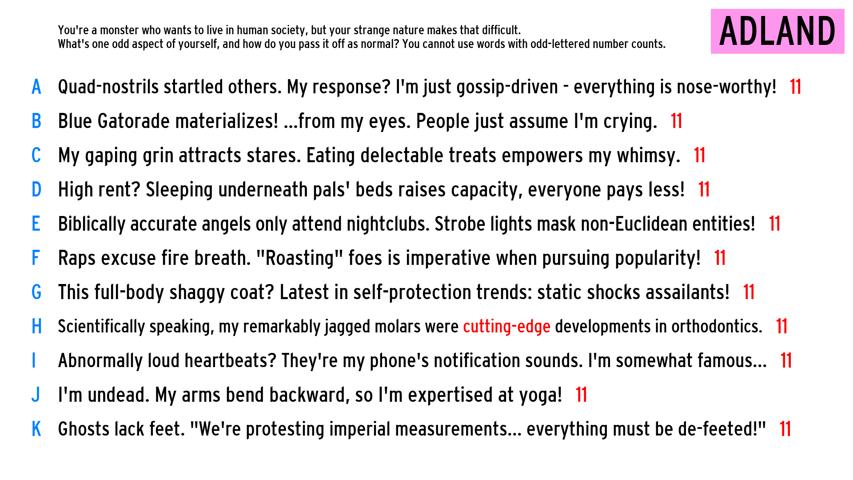 You're a monster who wants to live in human society, but your strange nature makes that difficult.
What's one odd aspect of yourself, and how do you pass it off as normal? You cannot use words with odd-lettered number counts.
ADLAND
A Quad-nostrils startled others. My response? I'm just gossip-driven - everything is nose-worthy! 11
B Blue Gatorade materializes! ...from my eyes. People just assume I'm crying. 11
C My gaping grin attracts stares. Eating delectable treats empowers my whimsy. 11
D High rent? Sleeping underneath pals' beds raises capacity, everyone pays less! 11
E Biblically accurate angels only attend nightclubs. Strobe lights mask non-Euclidean entities! 11
F Raps excuse fire breath. "Roasting" foes is imperative when pursuing popularity! 11
G This full-body shaggy coat? Latest in self-protection trends: static shocks assailants! 11
H Scientifically speaking, my remarkably jagged molars were cutting-edge developments in orthodontics. 11
I Abnormally loud heartbeats? They're my phone's notification sounds. I'm somewhat famous... 11
J I'm undead. My arms bend backward, so I'm expertised at yoga! 11
K Ghosts lack feet. "We're protesting imperial measurements... everything must be de-feeted!" 11